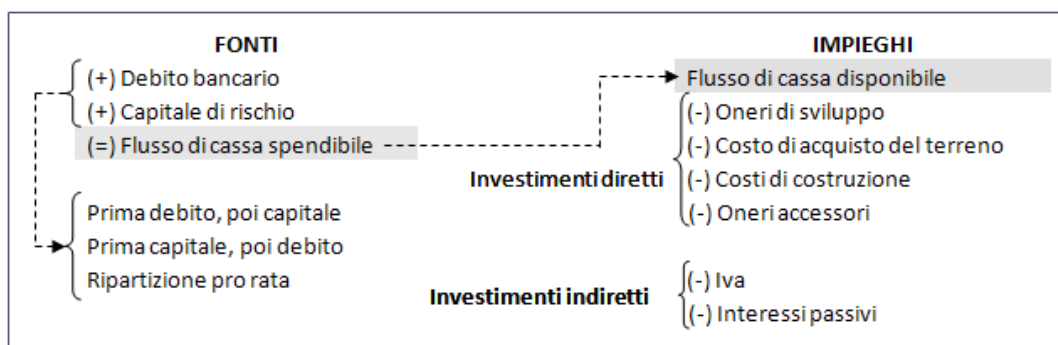 FONTI
(+) Debito bancario
(+) Capitale di rischio
(=) Flusso di cassa spendibile
Prima debito, poi capitale
Prima capitale, poi debito
Ripartizione pro rata
IMPIEGHI
Flusso di cassa disponibile
Investimenti diretti
(-) Oneri di sviluppo
(-) Costo di acquisto del terreno
(-) Costi di costruzione
(-) Oneri accessori
Investimenti indiretti
(-) Iva
(-) Interessi passivi